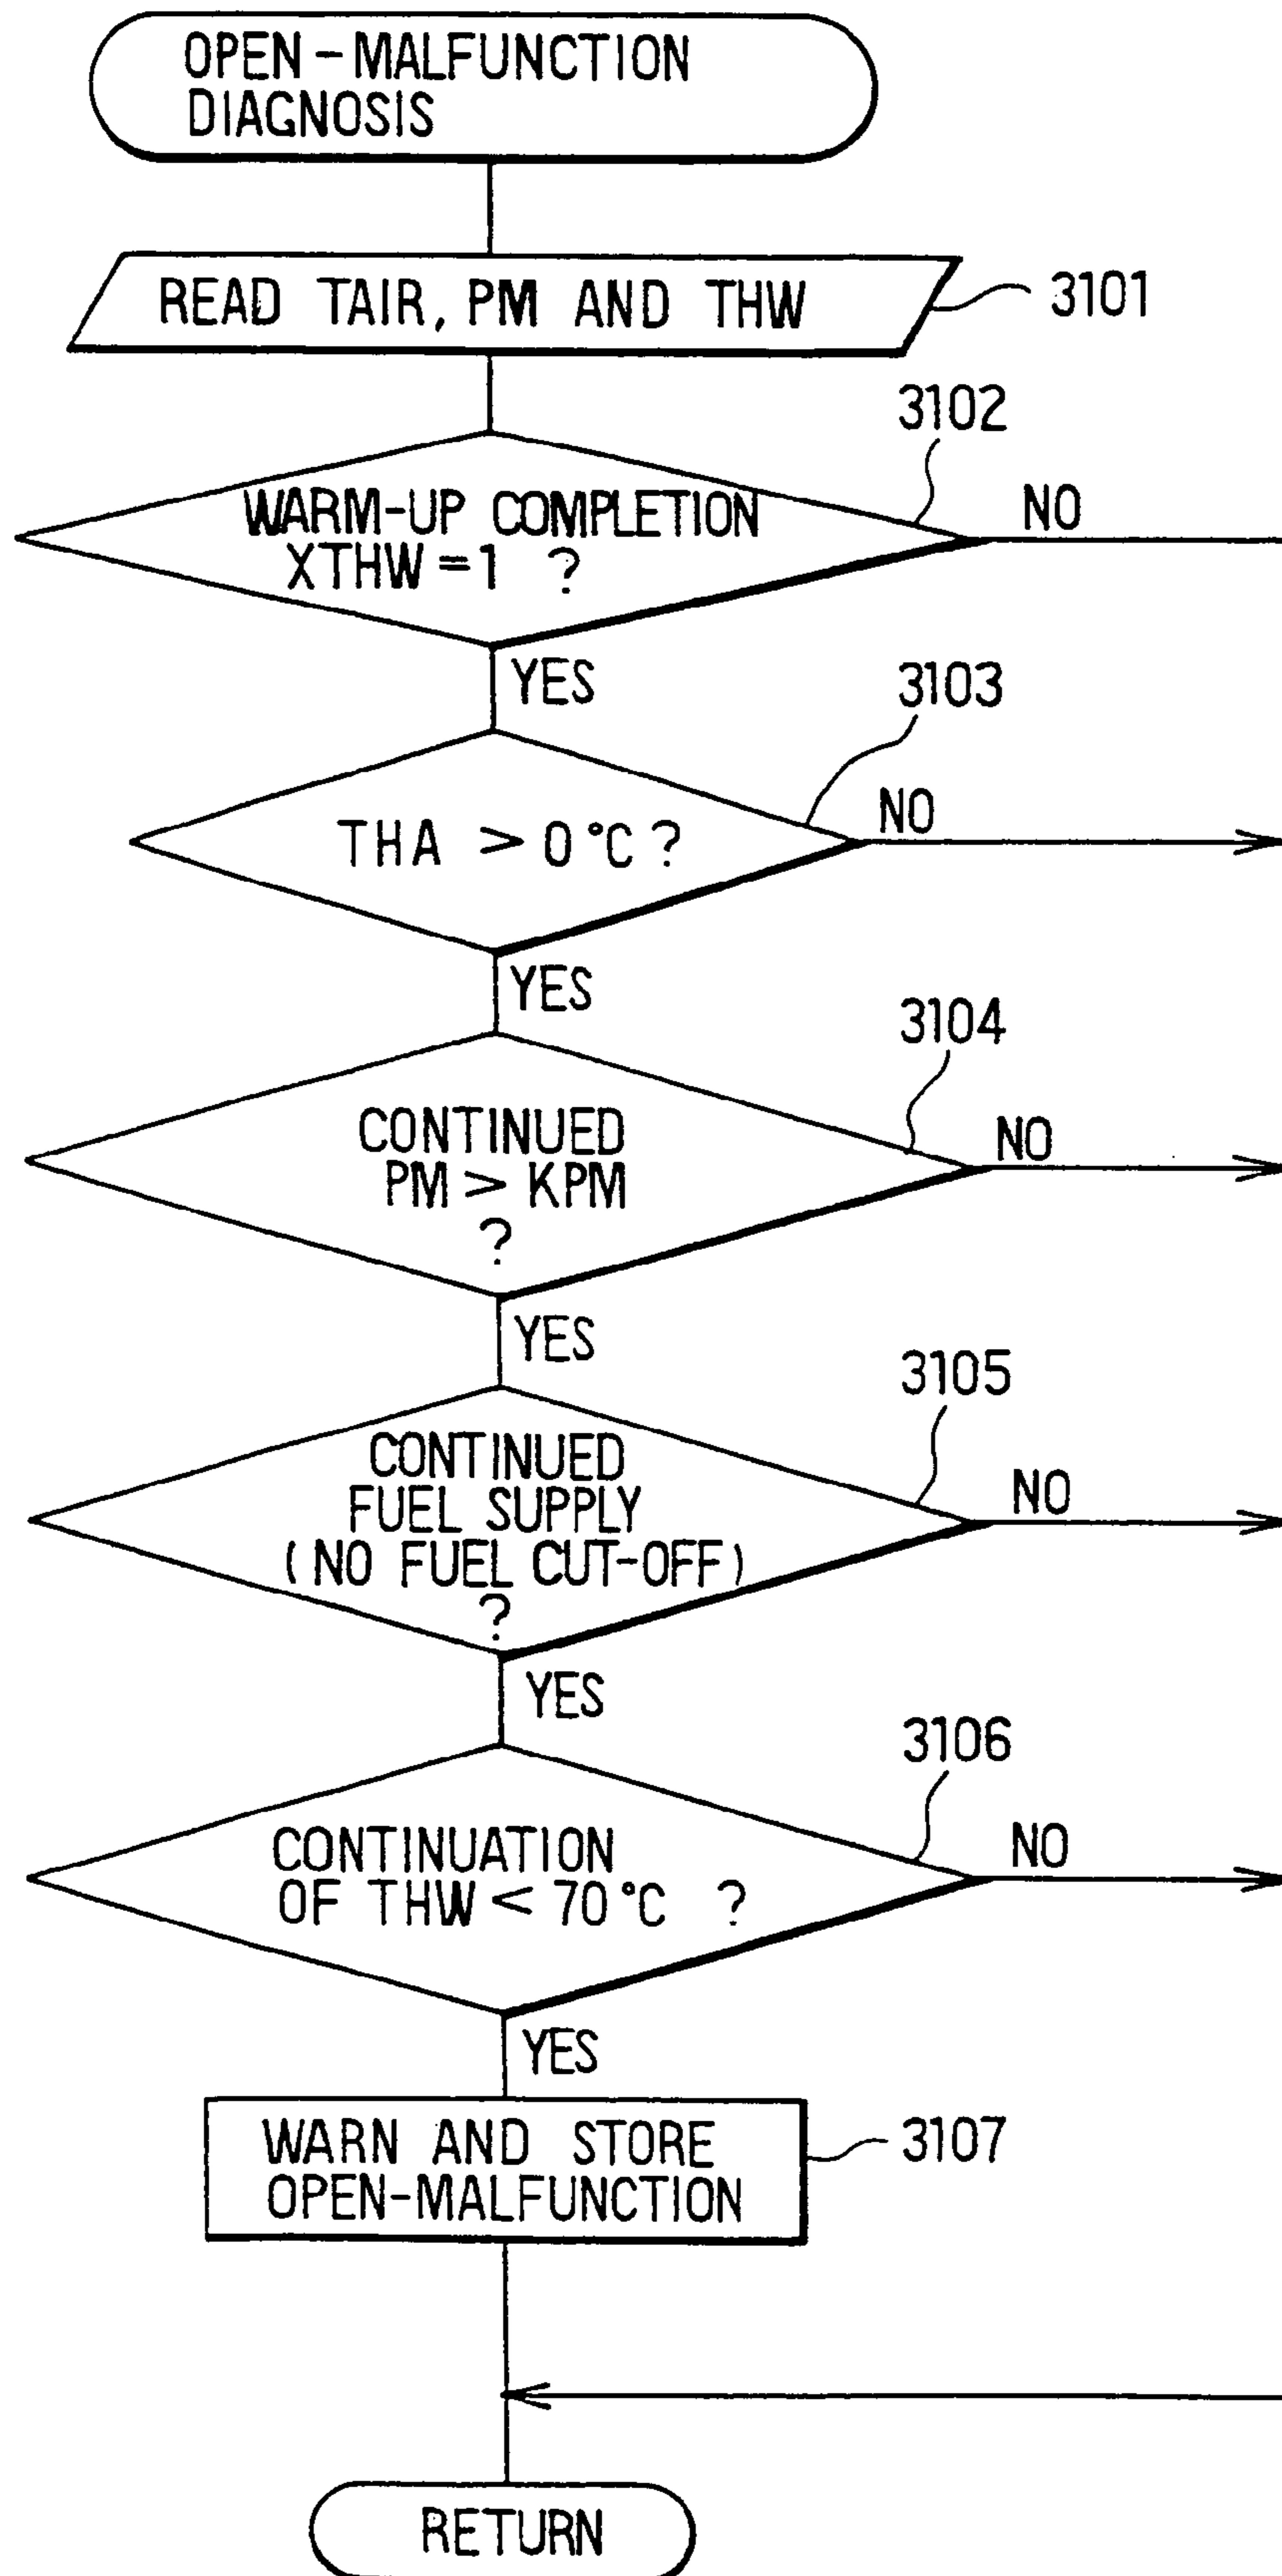 OPEN-MALFUNCTION
DIAGNOSIS
READ TAIR, PM AND THW
3101
3102
WARM-UP COMPLETION
XTHW=1 ?
NO
YES
3103
THA > 0°C?
NO
YES
3104
CONTINUED
PM > KPM
?
NO
YES
3105
CONTINUED
FUEL SUPPLY
(NO FUEL CUT-OFF)
?
NO
YES
3106
CONTINUATION
OF THW < 70°C ?
NO
YES
WARN AND STORE
OPEN-MALFUNCTION
3107
RETURN